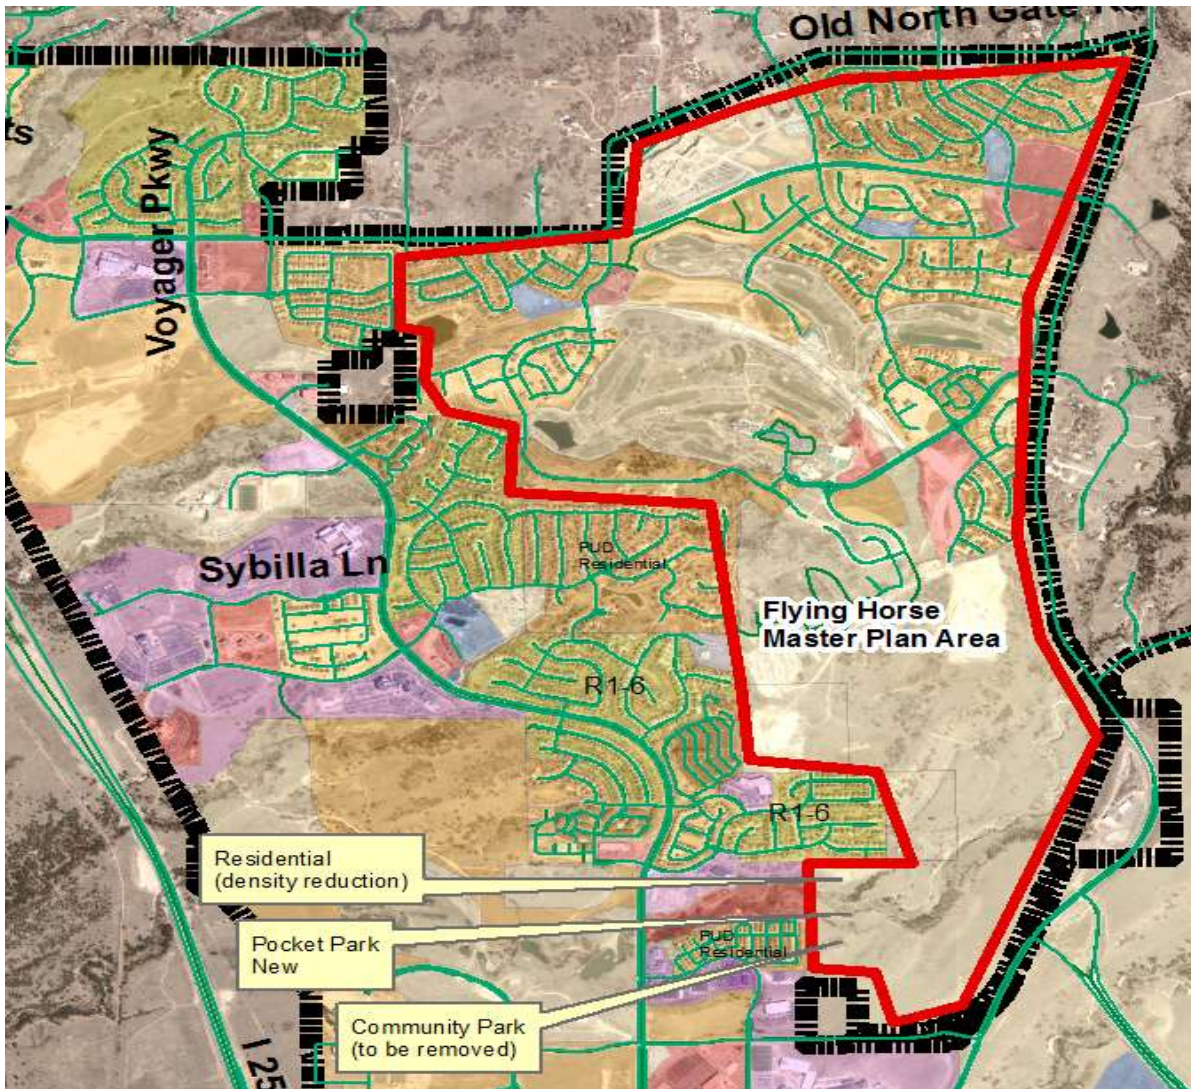 Old North Gate Rd
ts
Voyager Pkwy
Sybilla Ln
PUD
Residential
Flying Horse
Master Plan Area
R1-6
R1-6
Residential
(density reduction)
Pocket Park
New
PUD
Residential
Community Park
(to be removed)
I 25